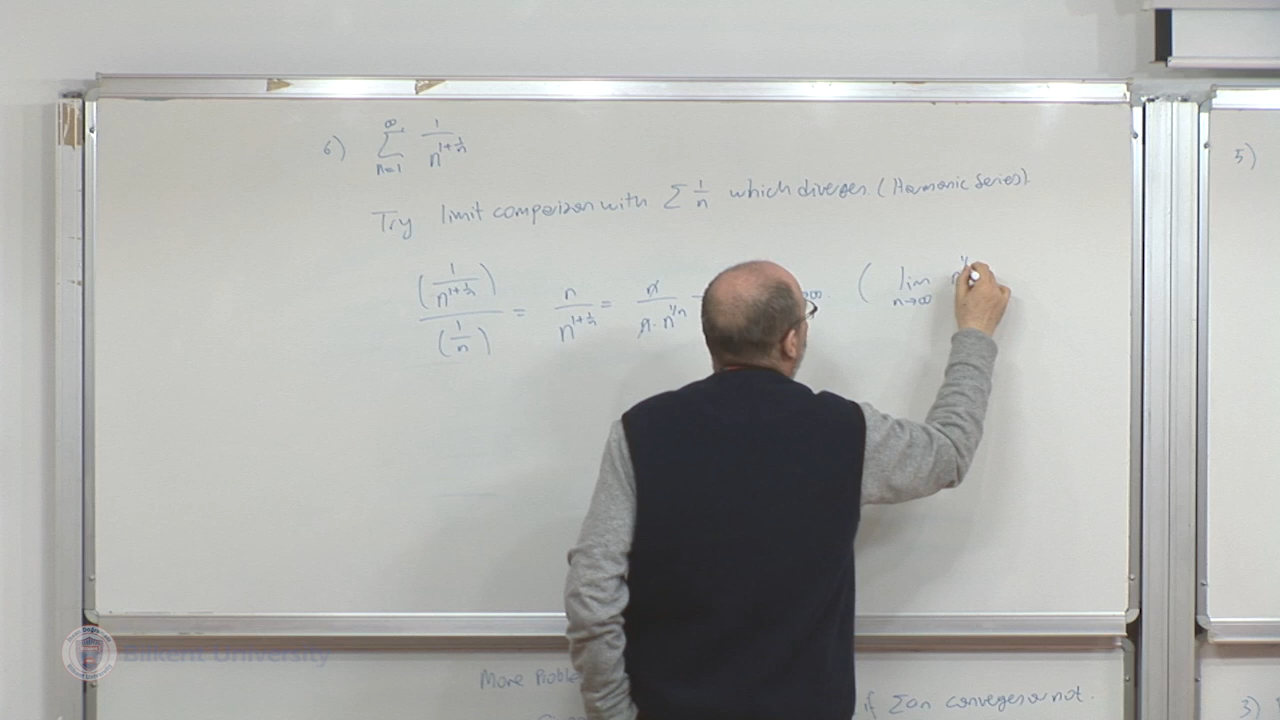 6) ∑_{n=1}^{∞} 1/n^{1+1/n}
Try limit comparison with ∑ 1/n which diverges. (Harmonic Series).
(1/n^{1+1/n})/(1/n) = n/n^{1+1/n} = n/(n·n^{1/n}) ∞. ( lim_{n→∞} n^{1/
5)
Bilkent University
More Proble
if ∑an converges or not.
3)